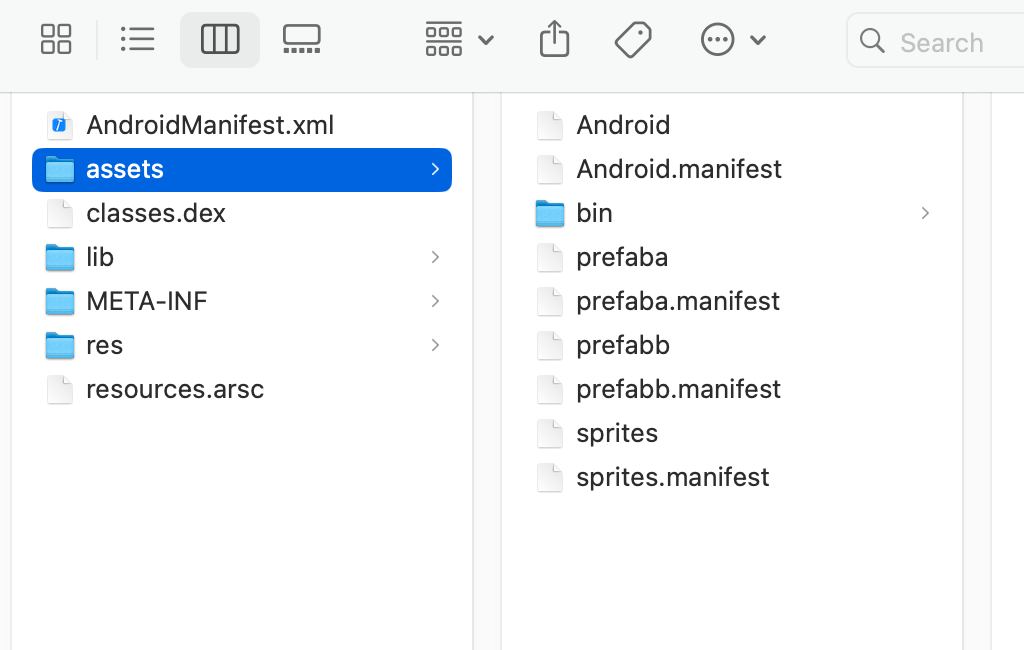 Search
AndroidManifest.xml
assets
classes.dex
lib
META-INF
res
resources.arsc
Android
Android.manifest
bin
prefaba
prefaba.manifest
prefabb
prefabb.manifest
sprites
sprites.manifest